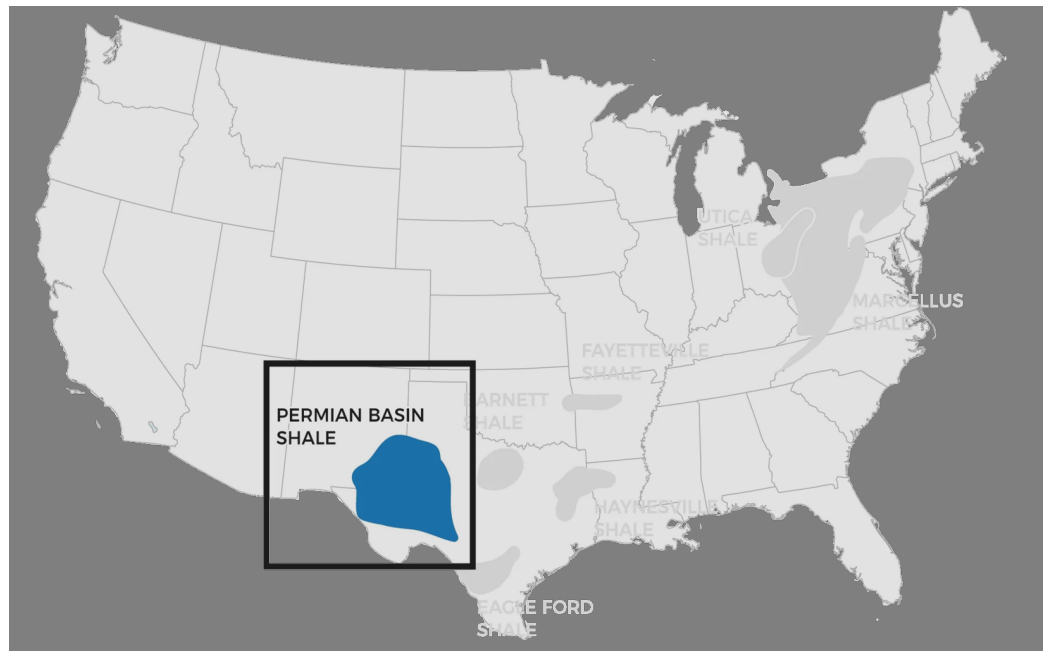 UTICA
SHALE
MARCELLUS
SHALE
FAYETTEVILLE
SHALE
BARNETT
SHALE
PERMIAN BASIN
SHALE
HAYNESVILLE
SHALE
EAGLE FORD
SHALE